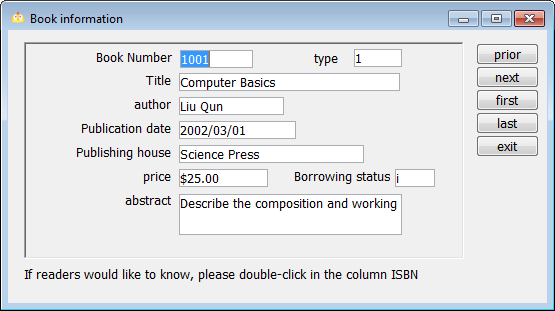 Book information
Book Number 1001 type 1
Title Computer Basics
author Liu Qun
Publication date 2002/03/01
Publishing house Science Press
price $25.00 Borrowing status i
abstract Describe the composition and working
prior
next
first
last
exit
If readers would like to know, please double-click in the column ISBN